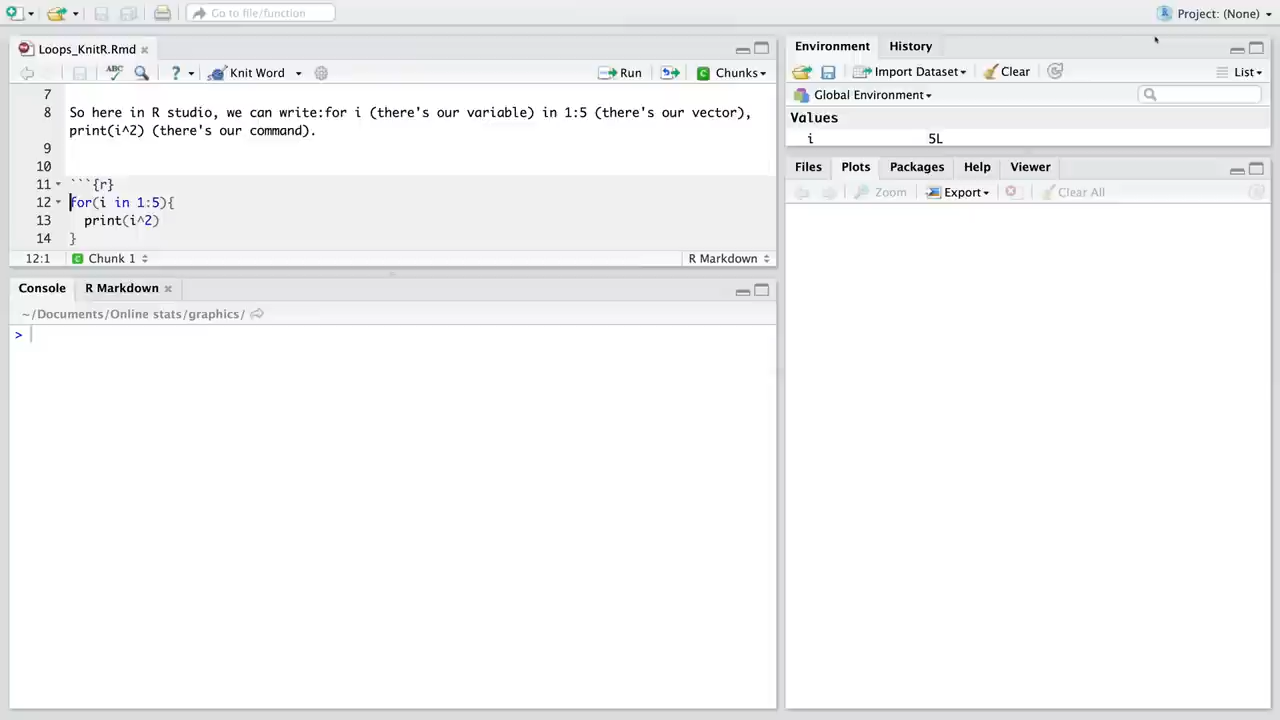 Go to file/function
Project: (None)
Loops_KnitR.Rmd
ABC
?
Knit Word
Run
Chunks
7
8 So here in R studio, we can write:for i (there's our variable) in 1:5 (there's our vector),
print(i^2) (there's our command).
9
10
11 ```{r}
12 for(i in 1:5){
13 print(i^2)
14 }
12:1
C Chunk 1
R Markdown
Console
R Markdown
~/Documents/Online stats/graphics/
>
Environment
History
Import Dataset
Clear
List
Global Environment
Values
i 5L
Files
Plots
Packages
Help
Viewer
Zoom
Export
Clear All